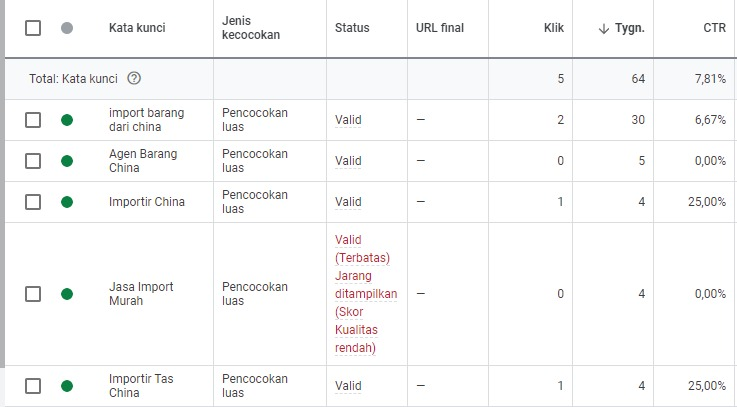 Kata kunci Jenis kecocokan Status URL final Klik ↓ Tygn. CTR
Total: Kata kunci 5 64 7,81%
import barang dari china Pencocokan luas Valid — 2 30 6,67%
Agen Barang China Pencocokan luas Valid — 0 5 0,00%
Importir China Pencocokan luas Valid — 1 4 25,00%
Jasa Import Murah Pencocokan luas Valid (Terbatas) Jarang ditampilkan (Skor Kualitas rendah) — 0 4 0,00%
Importir Tas China Pencocokan luas Valid — 1 4 25,00%